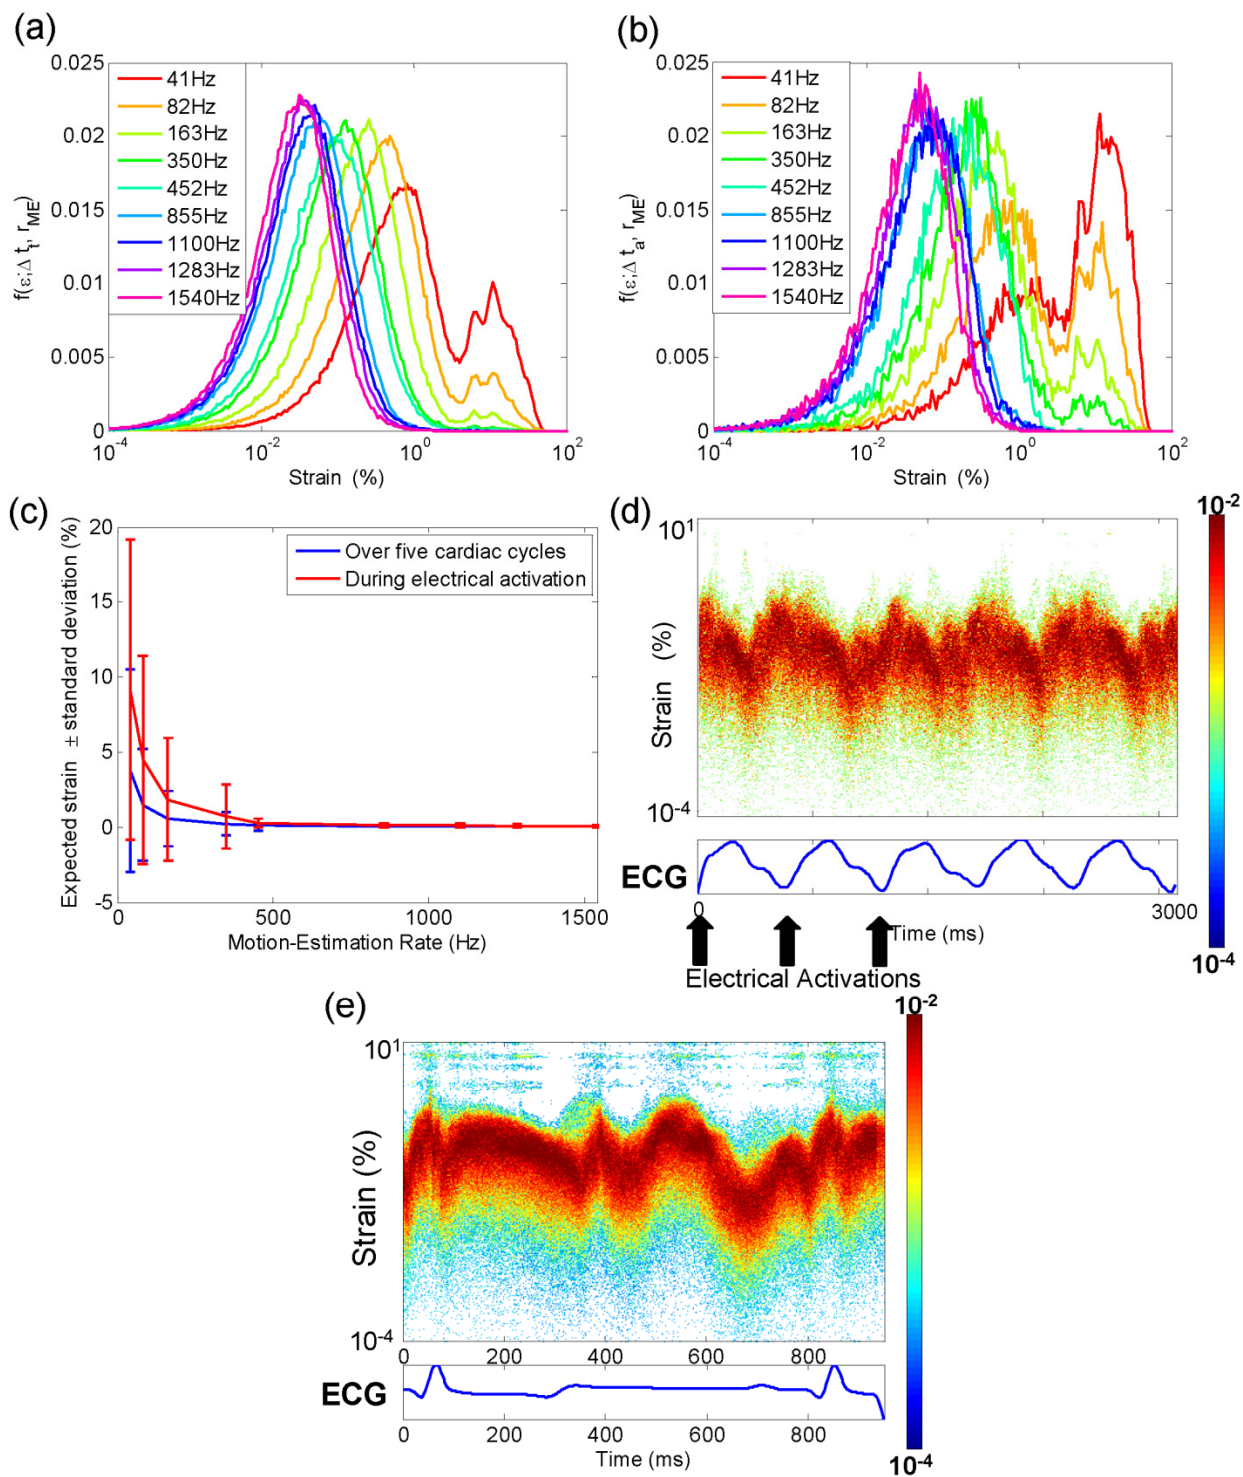 (a)
0.025
0.02
0.015
0.01
0.005
0
f(ε;Δ t_t, r_ME)
41Hz
82Hz
163Hz
350Hz
452Hz
855Hz
1100Hz
1283Hz
1540Hz
10^-4
10^-2
10^0
10^2
Strain (%)
(b)
0.025
0.02
0.015
0.01
0.005
0
f(ε;Δ t_a, r_ME)
41Hz
82Hz
163Hz
350Hz
452Hz
855Hz
1100Hz
1283Hz
1540Hz
10^-4
10^-2
10^0
10^2
Strain (%)
(c)
20
15
10
5
0
-5
Expected strain ± standard deviation (%)
Over five cardiac cycles
During electrical activation
0
500
1000
1500
Motion-Estimation Rate (Hz)
(d)
10^1
10^-4
Strain (%)
10^-2
10^-4
ECG
0
3000
Time (ms)
Electrical Activations
(e)
10^1
10^-4
Strain (%)
10^-2
10^-4
0 200 400 600 800
ECG
0 200 400 600 800
Time (ms)